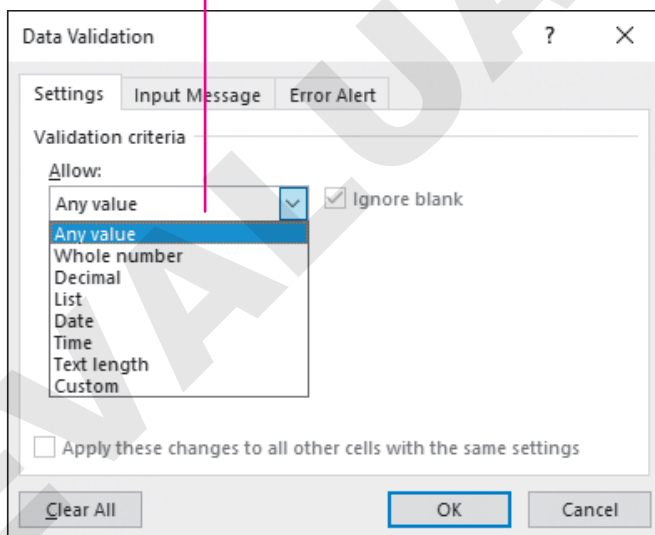 Data Validation ? ×
Settings Input Message Error Alert
Validation criteria
Allow:
Any value Ignore blank
Any value
Whole number
Decimal
List
Date
Time
Text length
Custom
Apply these changes to all other cells with the same settings
Clear All OK Cancel
EVALUA